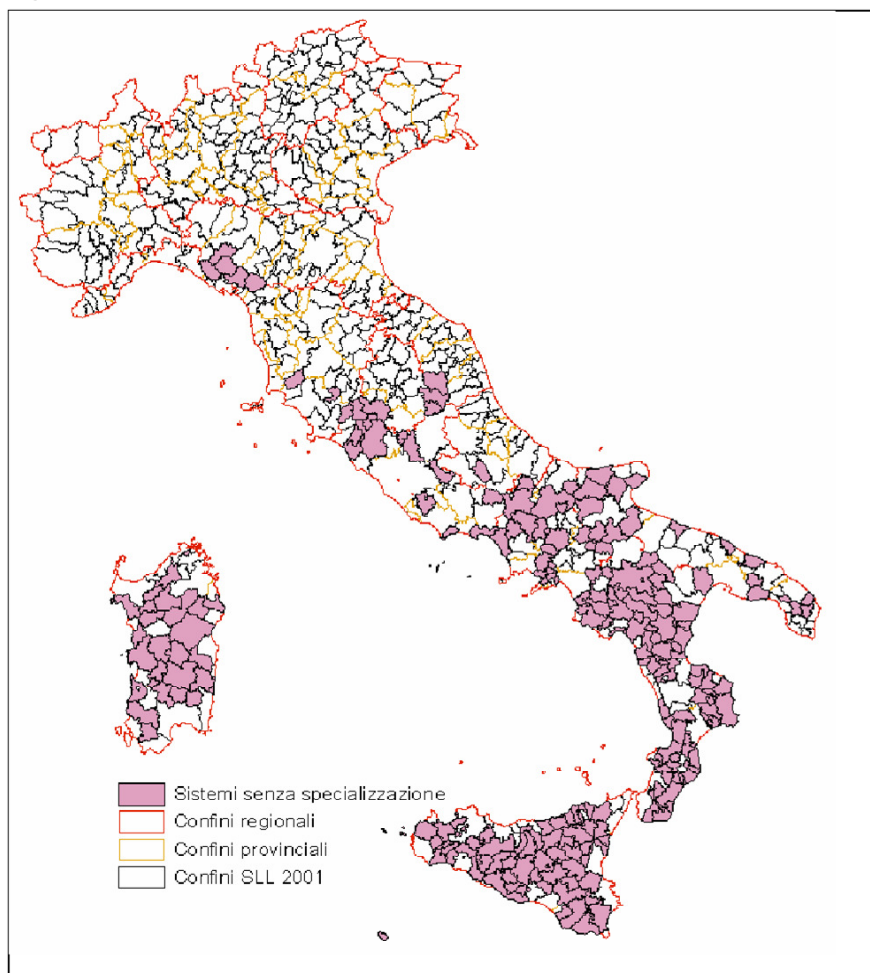 Sistemi senza specializzazione
Confini regionali
Confini provinciali
Confini SLL 2001